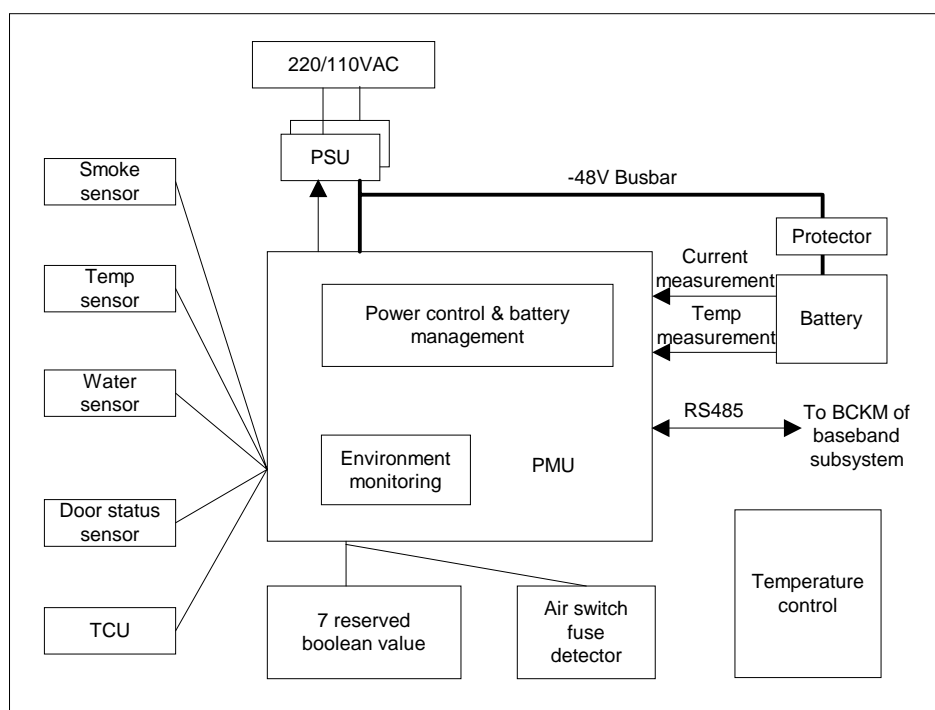 220/110VAC
PSU
-48V Busbar
Smoke
sensor
Temp
sensor
Water
sensor
Door status
sensor
TCU
Power control & battery
management
Environment
monitoring
PMU
Current
measurement
Temp
measurement
Protector
Battery
RS485
To BCKM of
baseband
subsystem
7 reserved
boolean value
Air switch
fuse
detector
Temperature
control